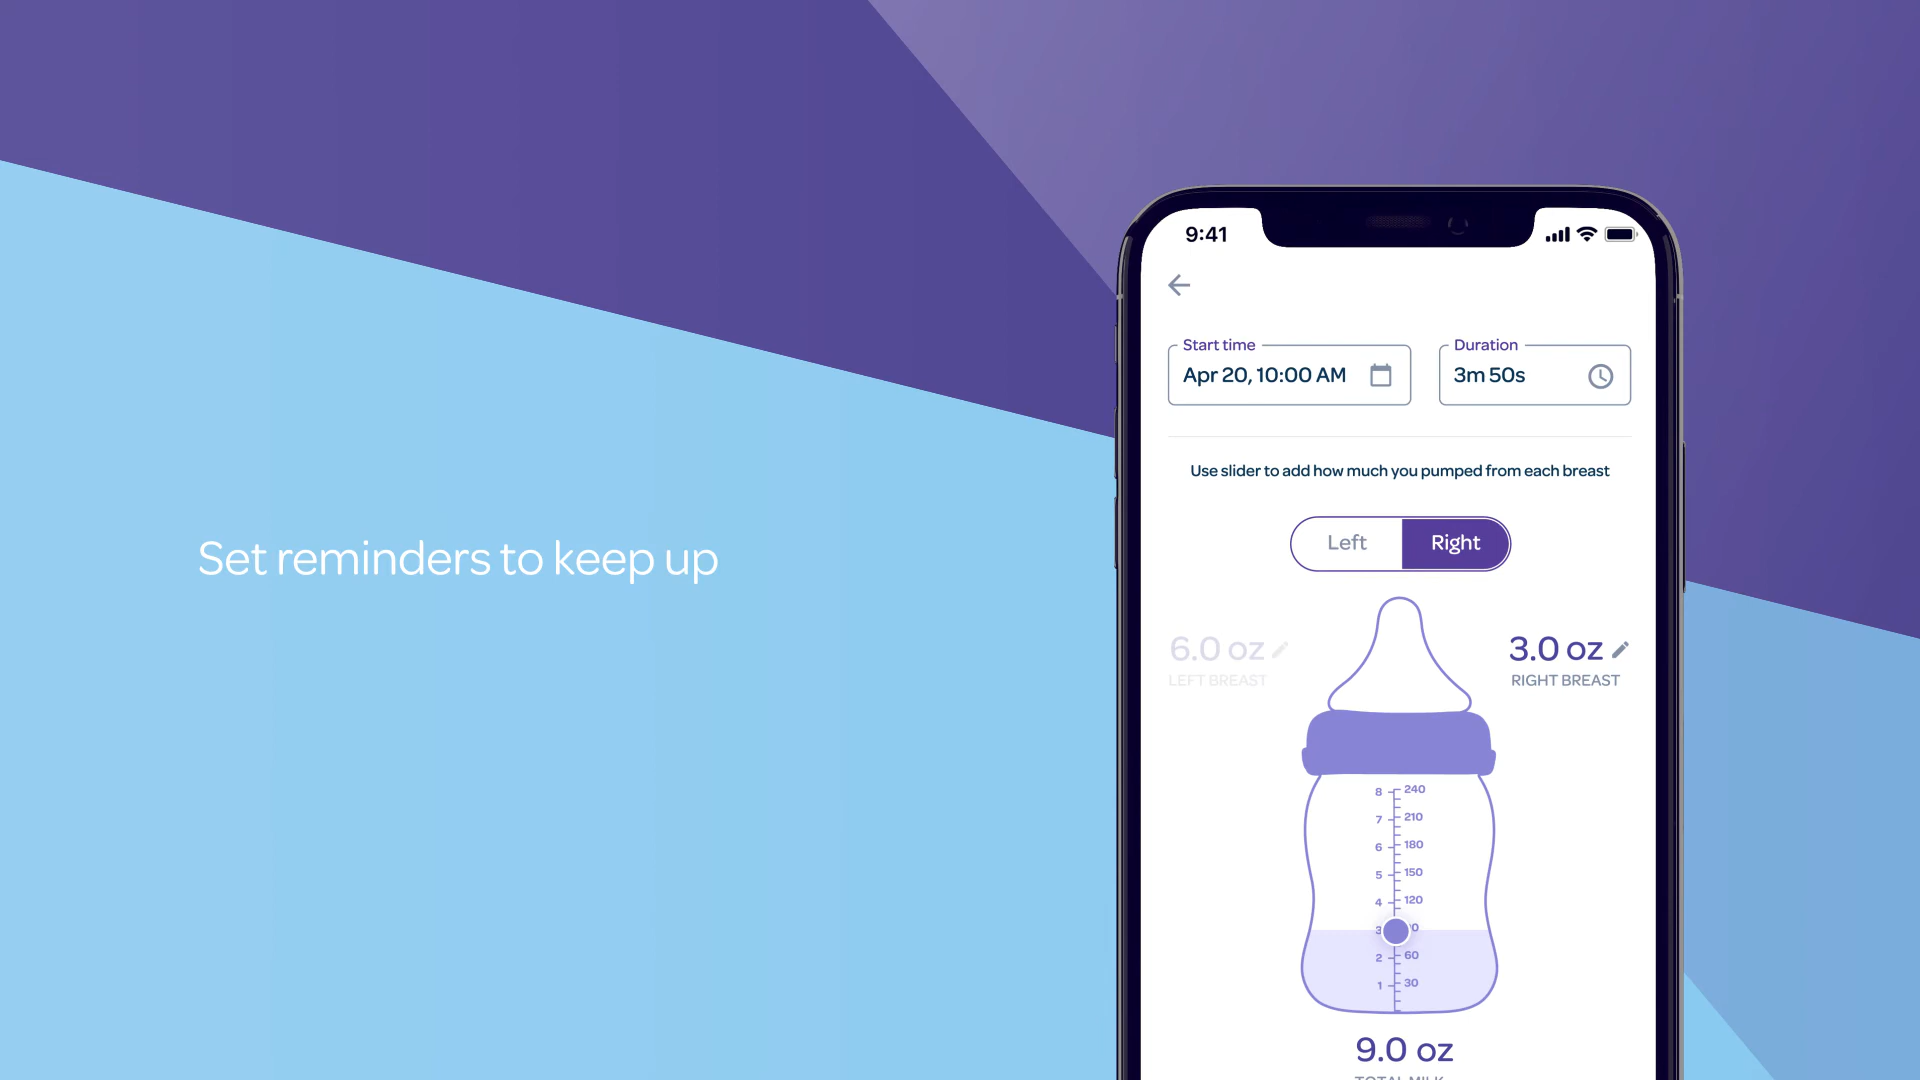 Set reminders to keep up
9:41
Start time
Apr 20, 10:00 AM
Duration
3m 50s
Use slider to add how much you pumped from each breast
Left
Right
6.0 oz
LEFT BREAST
3.0 oz
RIGHT BREAST
8 240
7 210
6 180
5 150
4 120
3
2 60
1 30
9.0 oz
TOTAL MILK